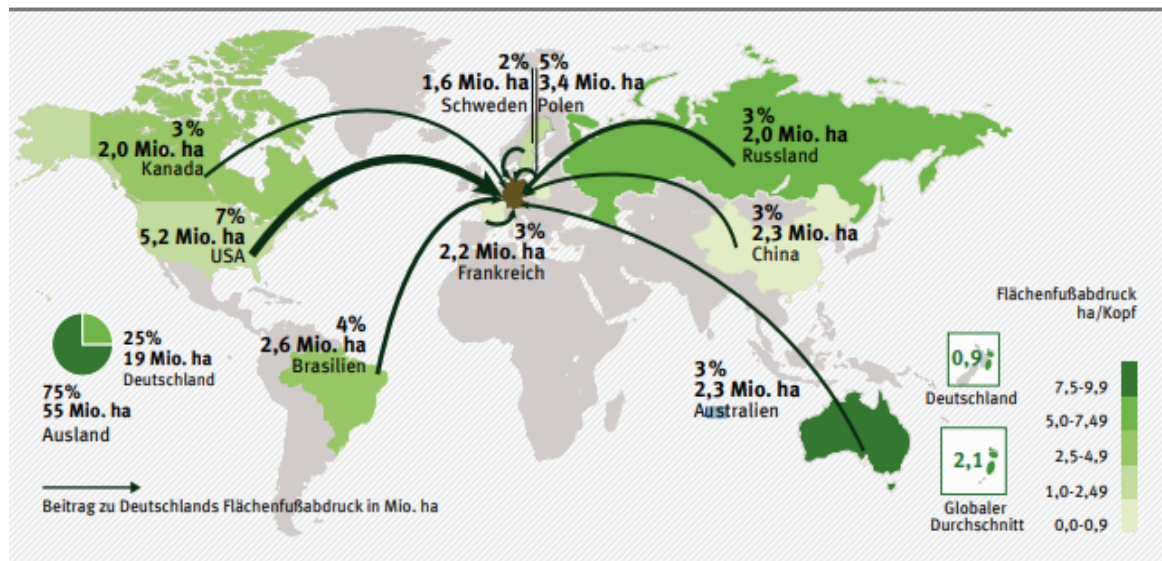 2%
1,6 Mio. ha
Schweden
5%
3,4 Mio. ha
Polen
3%
2,0 Mio. ha
Kanada
3%
2,0 Mio. ha
Russland
7%
5,2 Mio. ha
USA
3%
2,2 Mio. ha
Frankreich
3%
2,3 Mio. ha
China
4%
2,6 Mio. ha
Brasilien
3%
2,3 Mio. ha
Australien
25%
19 Mio. ha
Deutschland
75%
55 Mio. ha
Ausland
Beitrag zu Deutschlands Flächenfußabdruck in Mio. ha
Flächenfußabdruck
ha/Kopf
0,9
Deutschland
2,1
Globaler
Durchschnitt
7,5-9,9
5,0-7,49
2,5-4,9
1,0-2,49
0,0-0,9